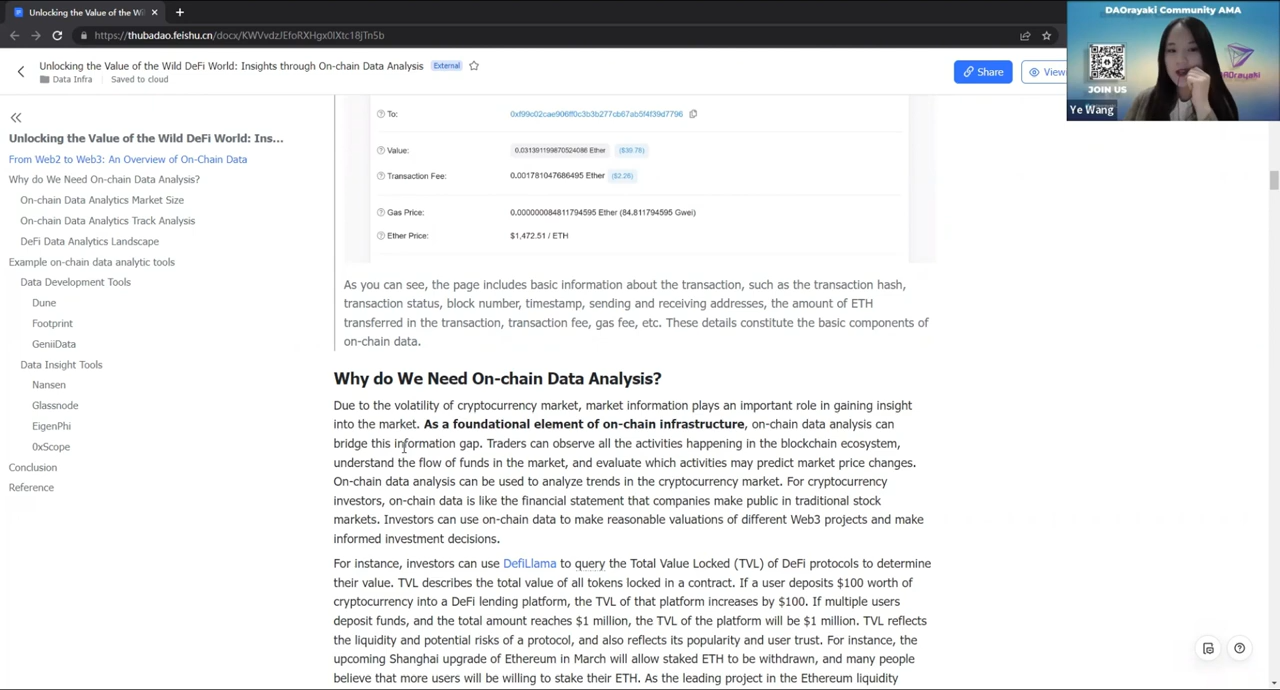 Unlocking the Value of the Wi
https://thubadao.feishu.cn/docx/KWVvdzJEfoRXHgx0IXtc18jTn5b
Unlocking the Value of the Wild DeFi World: Insights through On-chain Data Analysis
External
Data Infra
Saved to cloud
Share
View
DAOrayaki Community AMA
JOIN US
Ye Wang
Unlocking the Value of the Wild DeFi World: Ins...
From Web2 to Web3: An Overview of On-Chain Data
Why do We Need On-chain Data Analysis?
On-chain Data Analytics Market Size
On-chain Data Analytics Track Analysis
DeFi Data Analytics Landscape
Example on-chain data analytic tools
Data Development Tools
Dune
Footprint
GeniiData
Data Insight Tools
Nansen
Glassnode
EigenPhi
0xScope
Conclusion
Reference
To: 0xf99c02cae906ff0c3b3b277cb67ab5f4f39d7796
Value: 0.031391199870524086 Ether ($39.78)
Transaction Fee: 0.001781047686495 Ether ($2.26)
Gas Price: 0.000000084811794595 Ether (84.811794595 Gwei)
Ether Price: $1,472.51 / ETH
As you can see, the page includes basic information about the transaction, such as the transaction hash,
transaction status, block number, timestamp, sending and receiving addresses, the amount of ETH
transferred in the transaction, transaction fee, gas fee, etc. These details constitute the basic components of
on-chain data.
Why do We Need On-chain Data Analysis?
Due to the volatility of cryptocurrency market, market information plays an important role in gaining insight
into the market. As a foundational element of on-chain infrastructure, on-chain data analysis can
bridge this information gap. Traders can observe all the activities happening in the blockchain ecosystem,
understand the flow of funds in the market, and evaluate which activities may predict market price changes.
On-chain data analysis can be used to analyze trends in the cryptocurrency market. For cryptocurrency
investors, on-chain data is like the financial statement that companies make public in traditional stock
markets. Investors can use on-chain data to make reasonable valuations of different Web3 projects and make
informed investment decisions.
For instance, investors can use DefiLlama to query the Total Value Locked (TVL) of DeFi protocols to determine
their value. TVL describes the total value of all tokens locked in a contract. If a user deposits $100 worth of
cryptocurrency into a DeFi lending platform, the TVL of that platform increases by $100. If multiple users
deposit funds, and the total amount reaches $1 million, the TVL of the platform will be $1 million. TVL reflects
the liquidity and potential risks of a protocol, and also reflects its popularity and user trust. For instance, the
upcoming Shanghai upgrade of Ethereum in March will allow staked ETH to be withdrawn, and many people
believe that more users will be willing to stake their ETH. As the leading project in the Ethereum liquidity